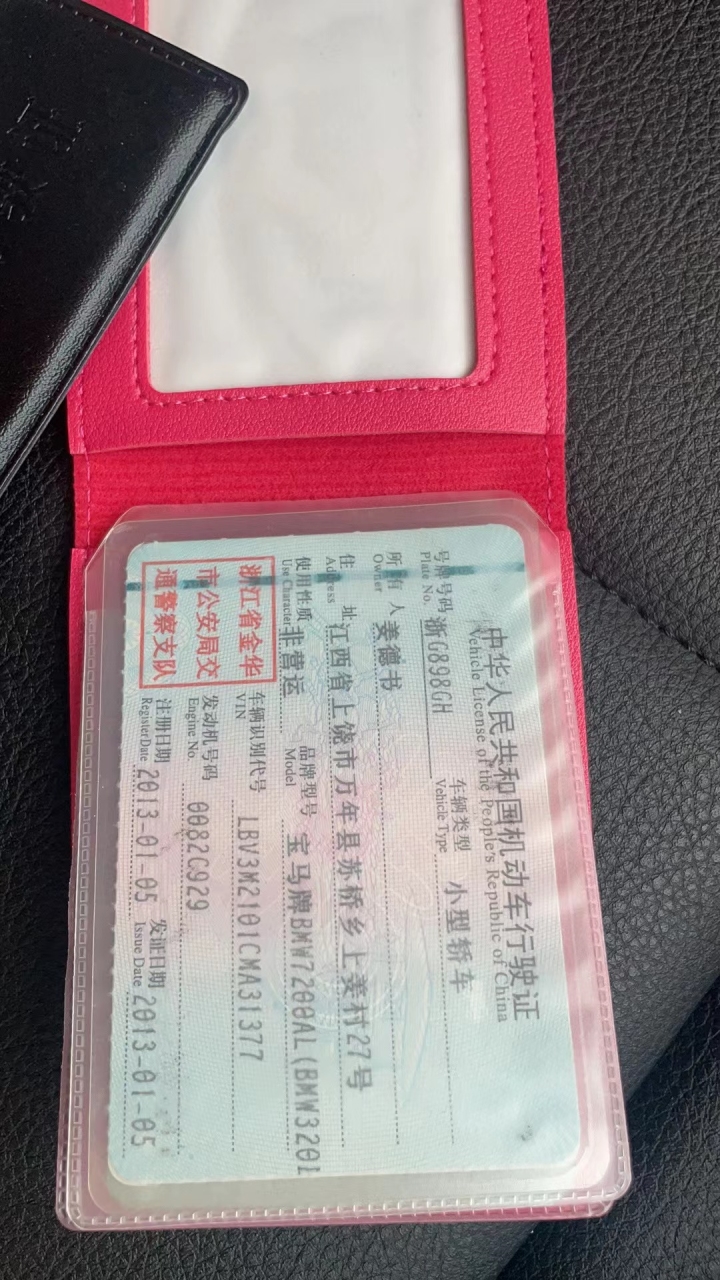 中华人民共和国机动车行驶证
Vehicle License of the People's Republic of China
号牌号码 浙G898GH 车辆类型 小型轿车
Plate No. Vehicle Type
所有人 姜德书
Owner
住址 江西省上饶市万年县苏桥乡上姜村27号
Address
使用性质 非营运 品牌型号 宝马牌BMW7200AL(BMW320I
Use Character Model
浙江省金华
市公安局交
通警察支队
车辆识别代号 LBV3M2101CMA31377
VIN
发动机号码 0082G929
Engine No.
注册日期 2013-01-05 发证日期 2013-01-05
Register Date Issue Date